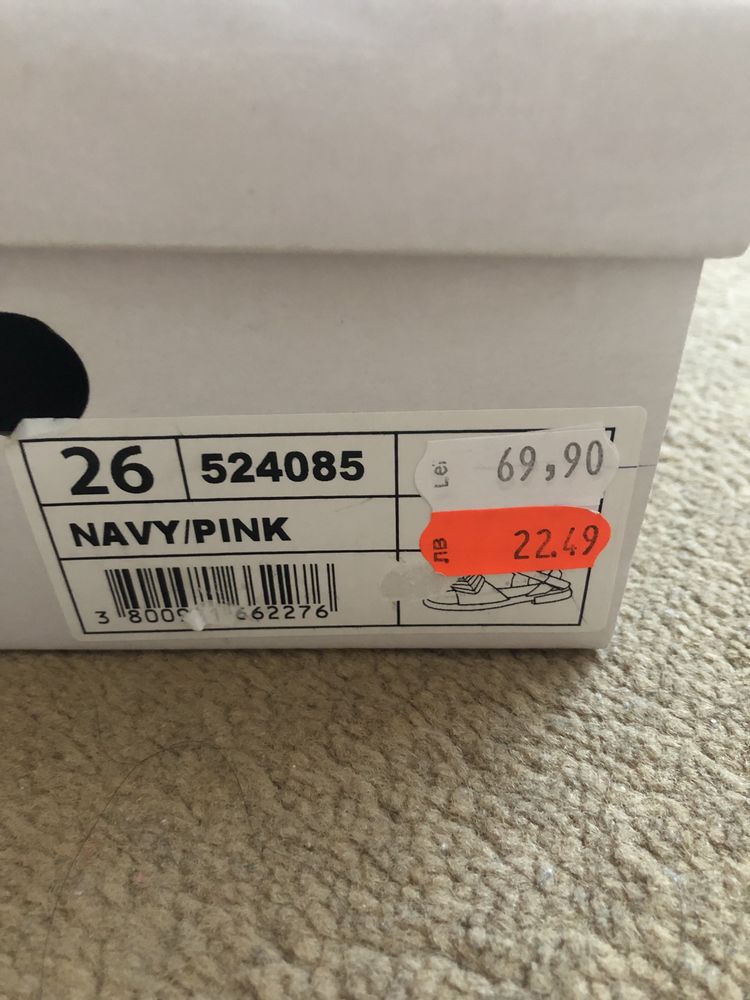 26
524085
Lei 69,90
NAVY/PINK
ЛВ 22.49